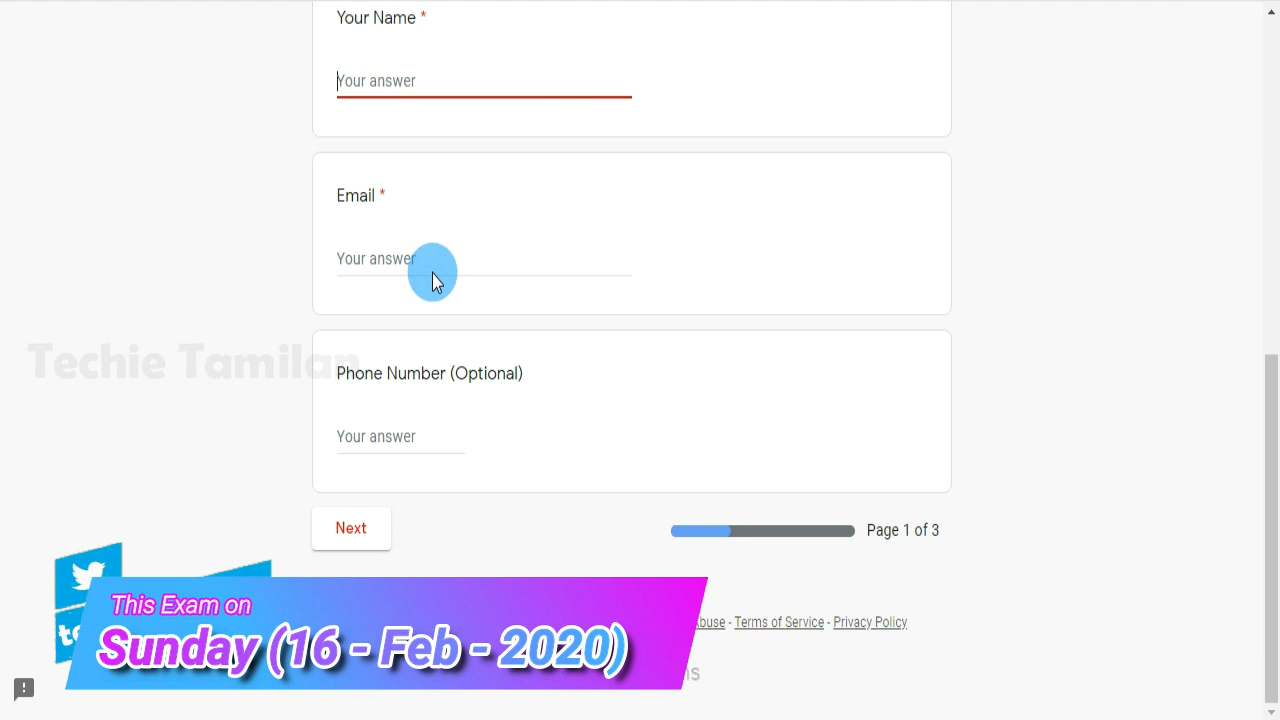 Your Name *
Your answer
Email *
Your answer
Techie Tamilan
Phone Number (Optional)
Your answer
Next
Page 1 of 3
Terms of Service - Privacy Policy
This Exam on
Sunday (16 - Feb - 2020)